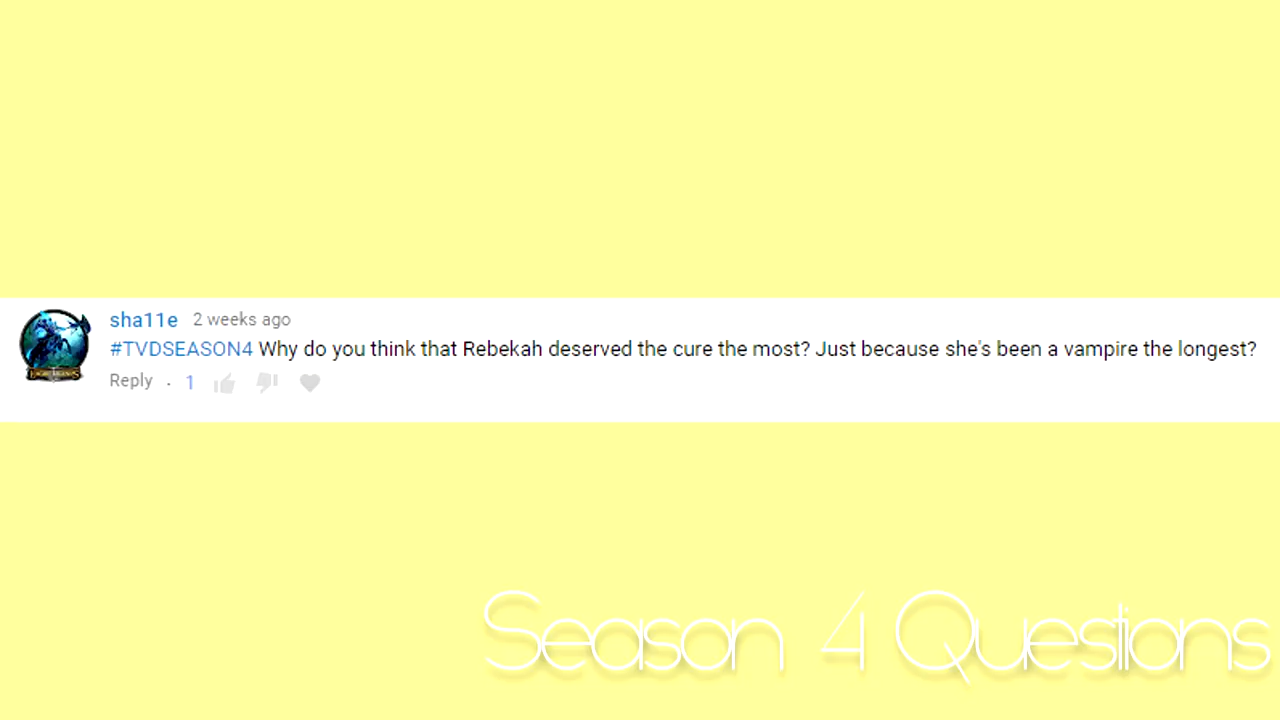 sha11e 2 weeks ago
#TVDSEASON4 Why do you think that Rebekah deserved the cure the most? Just because she's been a vampire the longest?
Reply · 1
Season 4 Questions